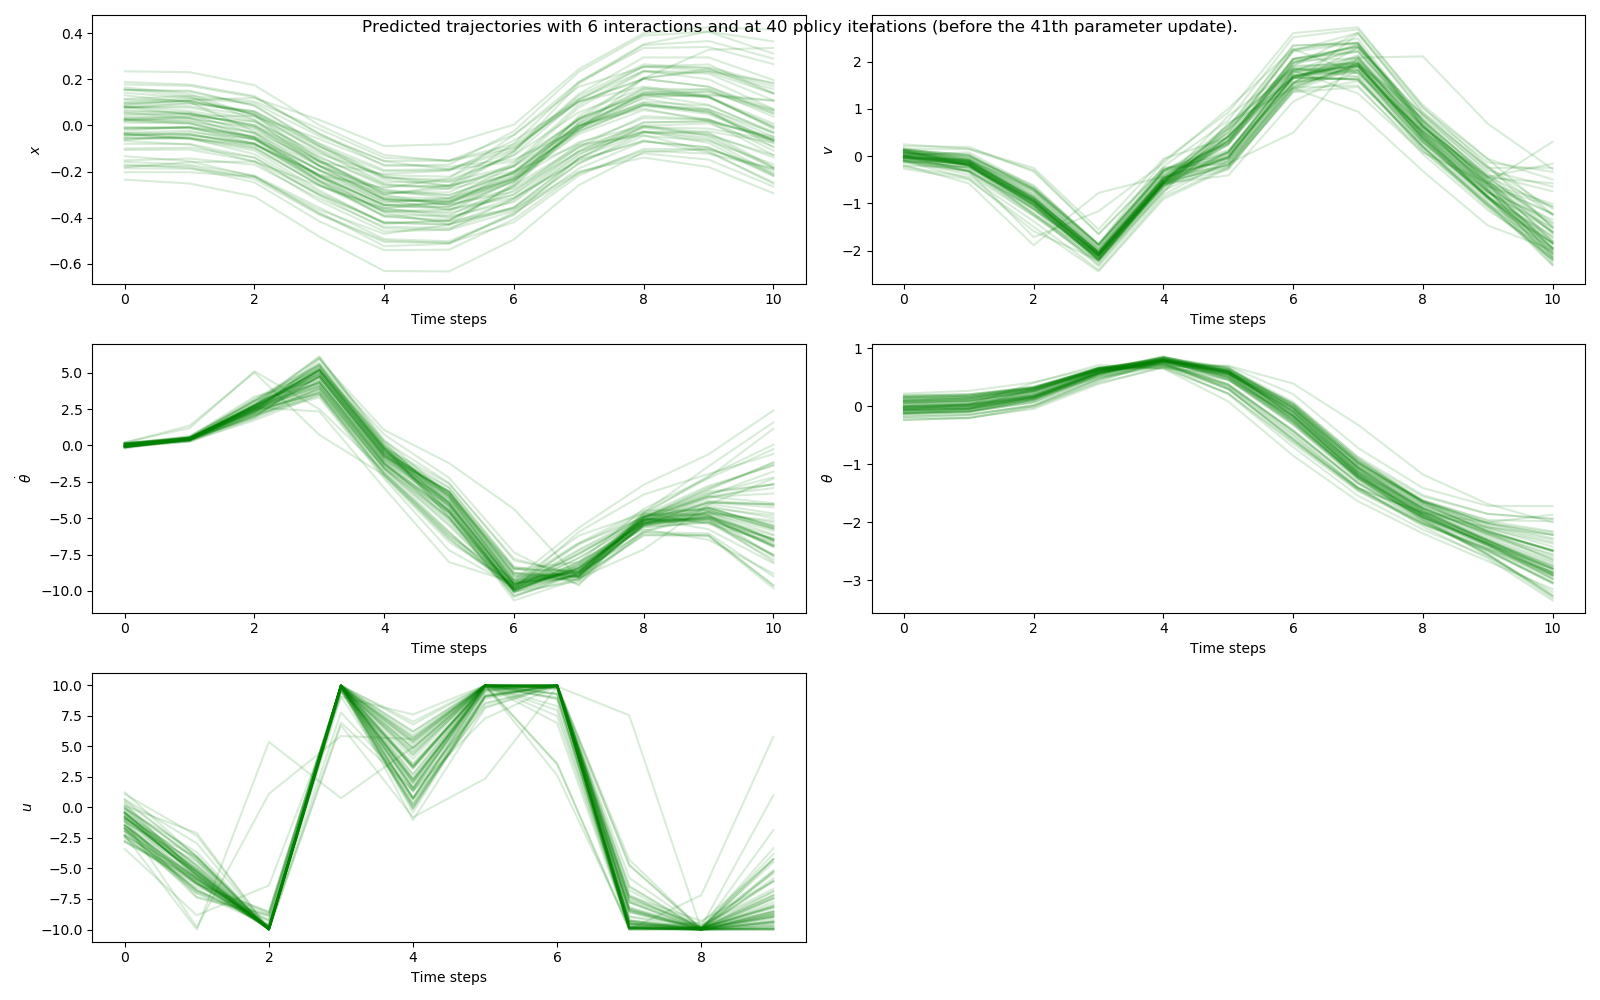 Predicted trajectories with 6 interactions and at 40 policy iterations (before the 41th parameter update).
0.4
0.2
0.0
−0.2
−0.4
−0.6
x
0 2 4 6 8 10
Time steps
2
1
0
−1
−2
v
0 2 4 6 8 10
Time steps
5.0
2.5
0.0
−2.5
−5.0
−7.5
−10.0
θ̇
0 2 4 6 8 10
Time steps
1
0
−1
−2
−3
θ
0 2 4 6 8 10
Time steps
10.0
7.5
5.0
2.5
0.0
−2.5
−5.0
−7.5
−10.0
u
0 2 4 6 8
Time steps